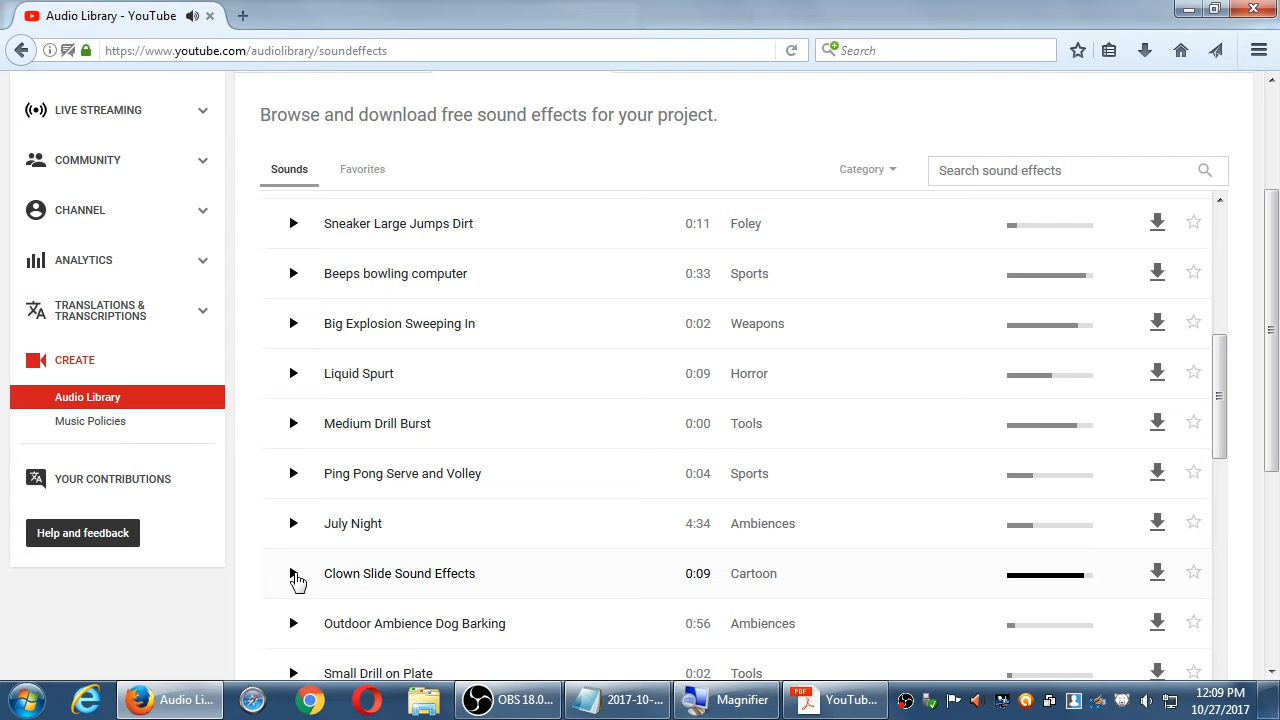 Audio Library - YouTube
https://www.youtube.com/audiolibrary/soundeffects
Search
LIVE STREAMING
COMMUNITY
CHANNEL
ANALYTICS
TRANSLATIONS &
TRANSCRIPTIONS
CREATE
Audio Library
Music Policies
YOUR CONTRIBUTIONS
Help and feedback
Browse and download free sound effects for your project.
Sounds Favorites Category Search sound effects
Sneaker Large Jumps Dirt 0:11 Foley
Beeps bowling computer 0:33 Sports
Big Explosion Sweeping In 0:02 Weapons
Liquid Spurt 0:09 Horror
Medium Drill Burst 0:00 Tools
Ping Pong Serve and Volley 0:04 Sports
July Night 4:34 Ambiences
Clown Slide Sound Effects 0:09 Cartoon
Outdoor Ambience Dog Barking 0:56 Ambiences
Small Drill on Plate 0:02 Tools
Audio Li... OBS 18.0... 2017-10-... Magnifier PDF YouTub... 12:09 PM
10/27/2017